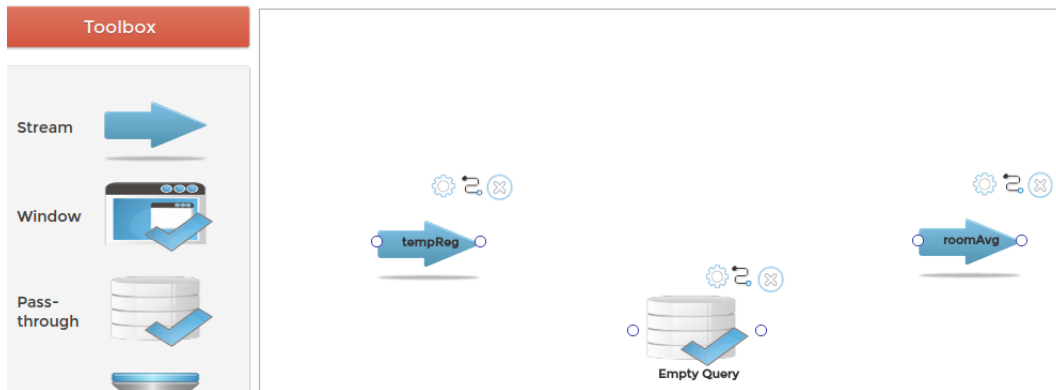 Toolbox
Stream
Window
Pass-
through
tempReg
roomAvg
Empty Query